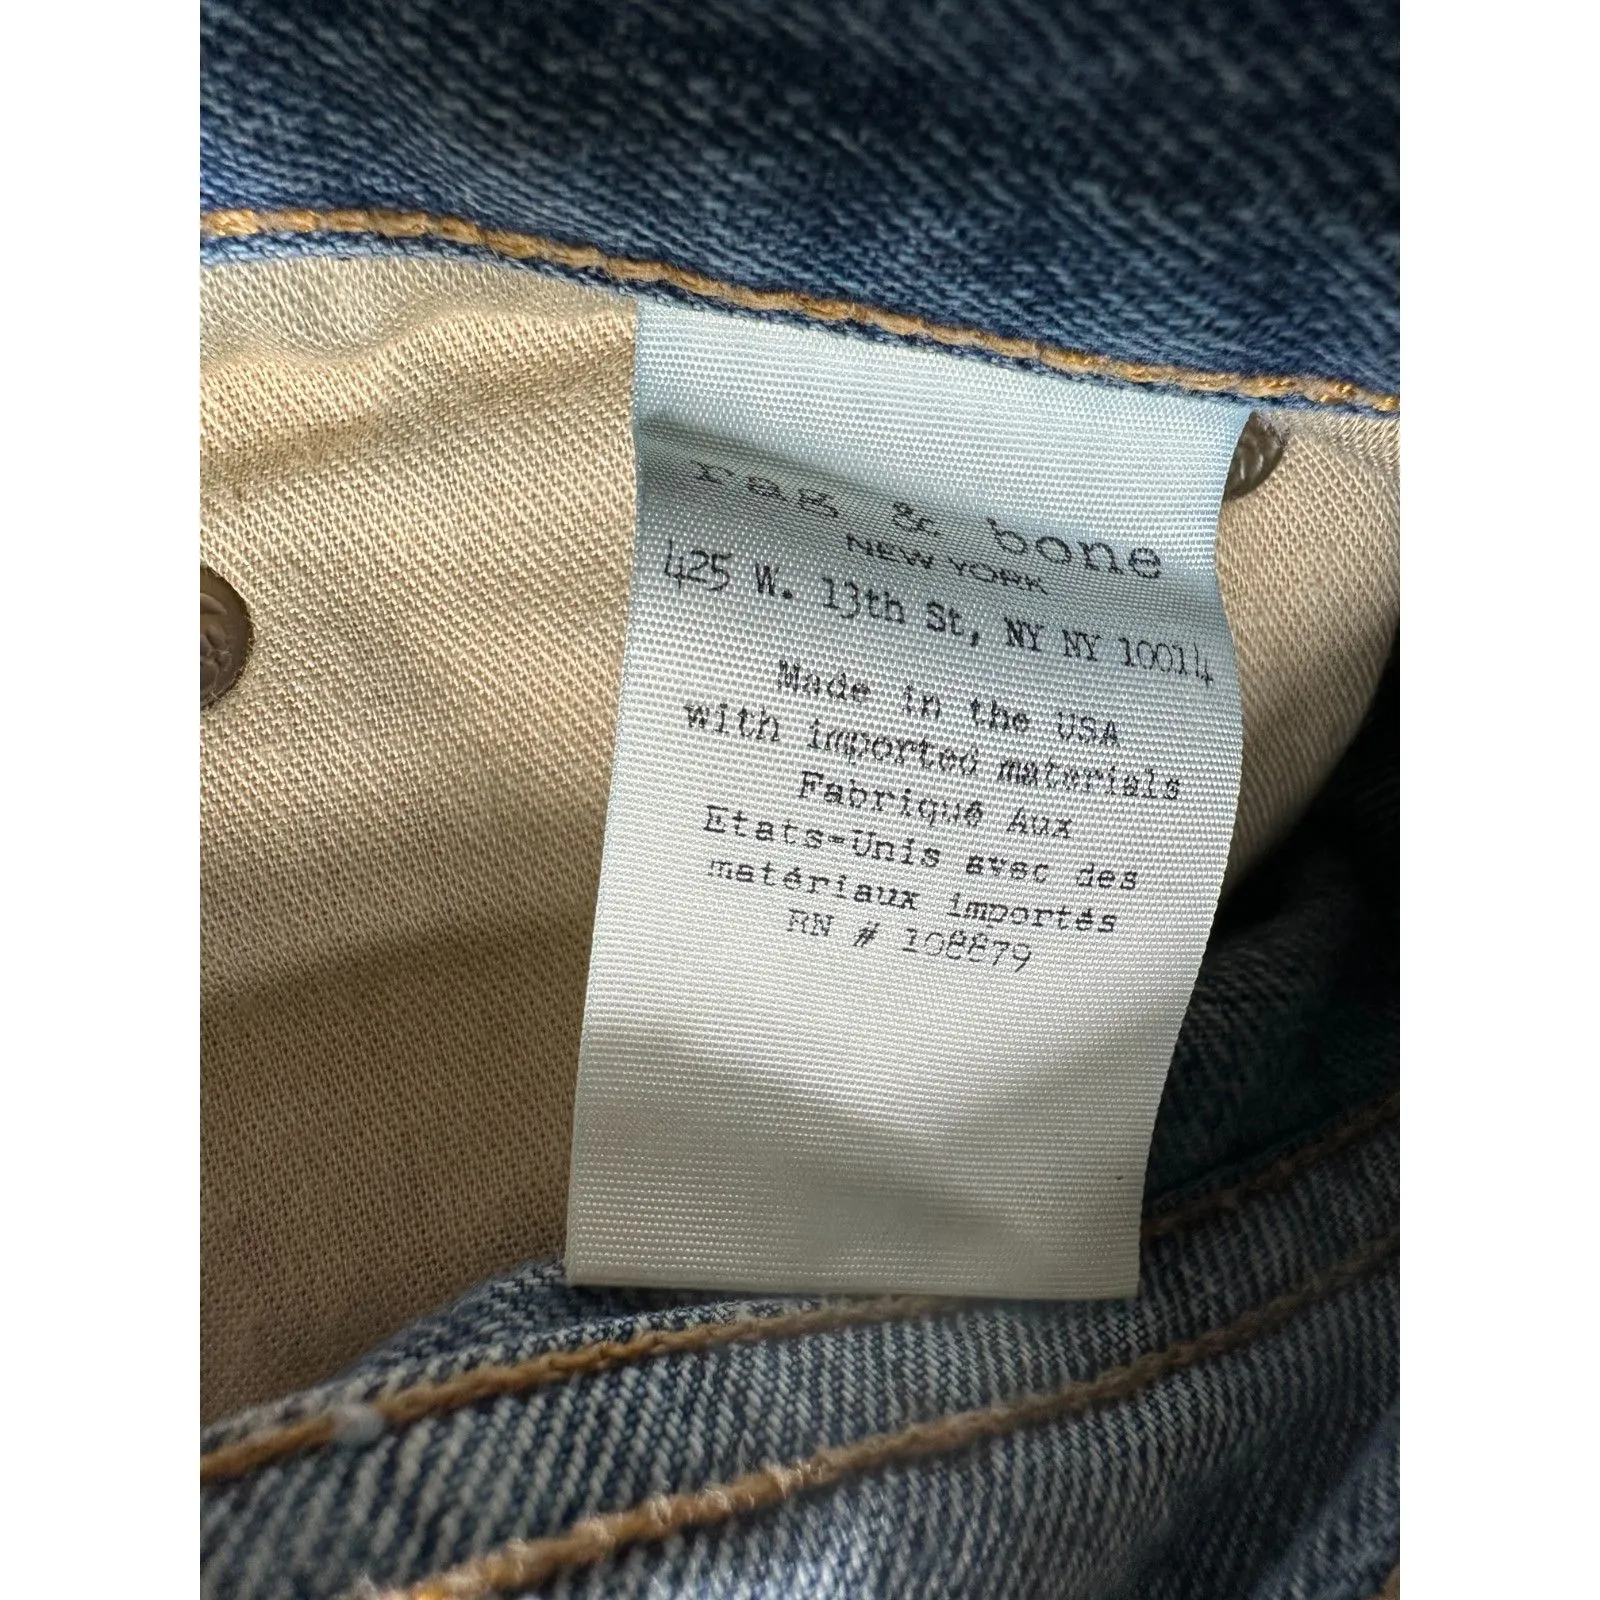 rag & bone
NEW YORK
425 W. 13th St, NY NY 10014
Made in the USA
with imported materials
Fabriqué Aux
Etats-Unis avec des
matériaux importés
RN # 108879